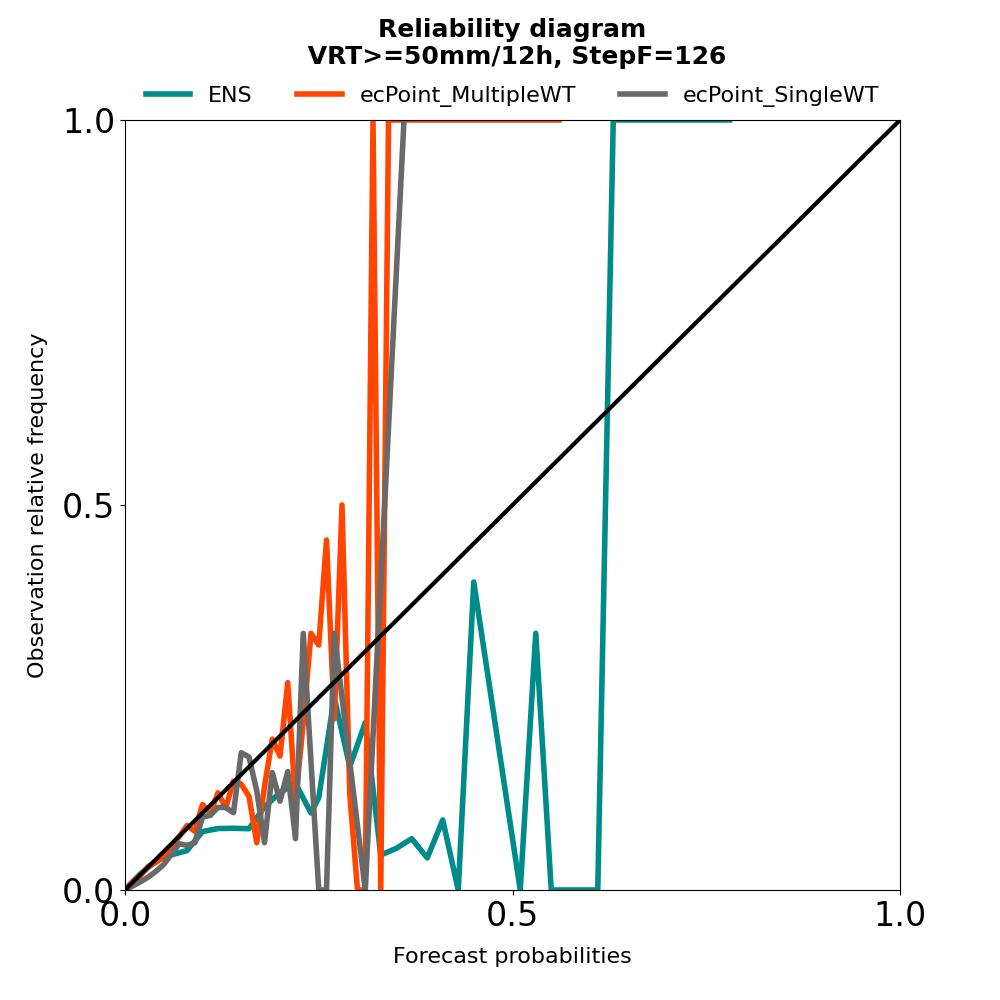 Reliability diagram
VRT>=50mm/12h, StepF=126
ENS ecPoint_MultipleWT ecPoint_SingleWT
1.0
0.5
0.0
Observation relative frequency
0.0 0.5 1.0
Forecast probabilities